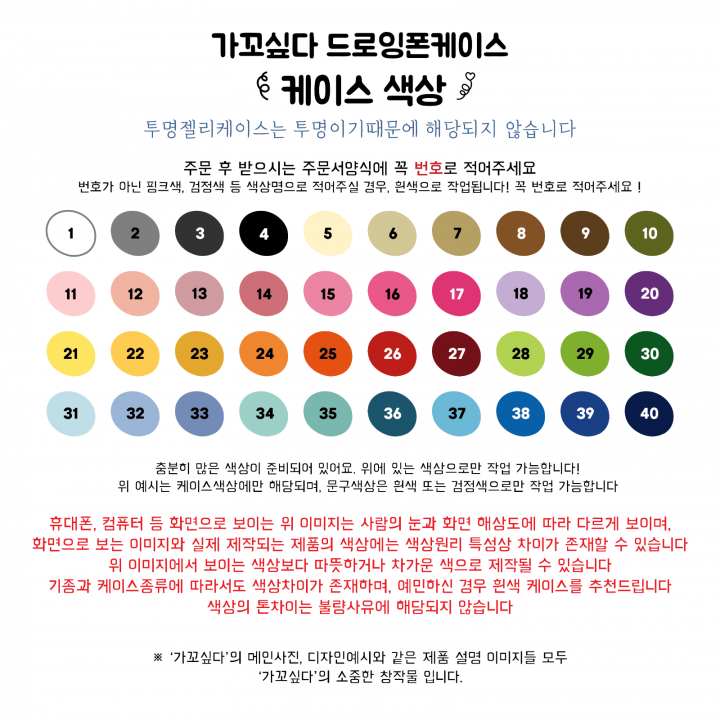 가꼬싶다 드로잉폰케이스
케이스 색상
투명젤리케이스는 투명이기때문에 해당되지 않습니다
주문 후 받으시는 주문서양식에 꼭 번호로 적어주세요
번호가 아닌 핑크색, 검정색 등 색상명으로 적어주실 경우, 흰색으로 작업됩니다! 꼭 번호로 적어주세요 !
1 2 3 4 5 6 7 8 9 10
11 12 13 14 15 16 17 18 19 20
21 22 23 24 25 26 27 28 29 30
31 32 33 34 35 36 37 38 39 40
충분히 많은 색상이 준비되어 있어요. 위에 있는 색상으로만 작업 가능합니다!
위 예시는 케이스색상에만 해당되며, 문구색상은 흰색 또는 검정색으로만 작업 가능합니다
휴대폰, 컴퓨터 등 화면으로 보이는 위 이미지는 사람의 눈과 화면 해상도에 따라 다르게 보이며,
화면으로 보는 이미지와 실제 제작되는 제품의 색상에는 색상원리 특성상 차이가 존재할 수 있습니다
위 이미지에서 보이는 색상보다 따뜻하거나 차가운 색으로 제작될 수 있습니다
기종과 케이스종류에 따라서도 색상차이가 존재하며, 예민하신 경우 흰색 케이스를 추천드립니다
색상의 톤차이는 불량사유에 해당되지 않습니다
※ '가꼬싶다'의 메인사진, 디자인예시와 같은 제품 설명 이미지들 모두
'가꼬싶다'의 소중한 창작물 입니다.